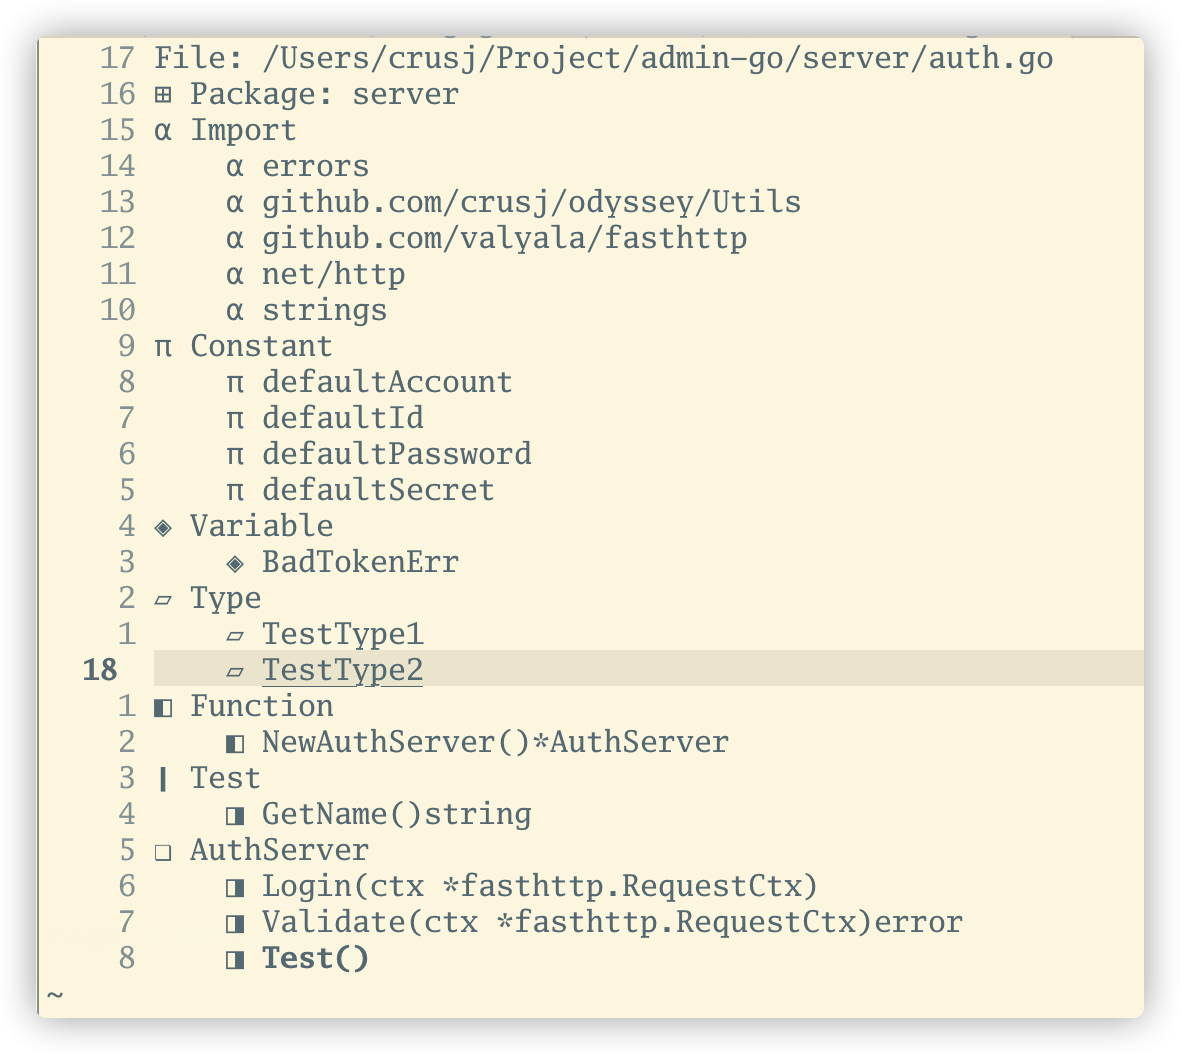 17 File: /Users/crusj/Project/admin-go/server/auth.go
16 ⊞ Package: server
15 α Import
14 α errors
13 α github.com/crusj/odyssey/Utils
12 α github.com/valyala/fasthttp
11 α net/http
10 α strings
9 π Constant
8 π defaultAccount
7 π defaultId
6 π defaultPassword
5 π defaultSecret
4 ◈ Variable
3 ◈ BadTokenErr
2 ▱ Type
1 ▱ TestType1
18 ▱ TestType2
1 ◧ Function
2 ◧ NewAuthServer()*AuthServer
3 ❙ Test
4 ◨ GetName()string
5 ❏ AuthServer
6 ◨ Login(ctx *fasthttp.RequestCtx)
7 ◨ Validate(ctx *fasthttp.RequestCtx)error
8 ◨ Test()
~